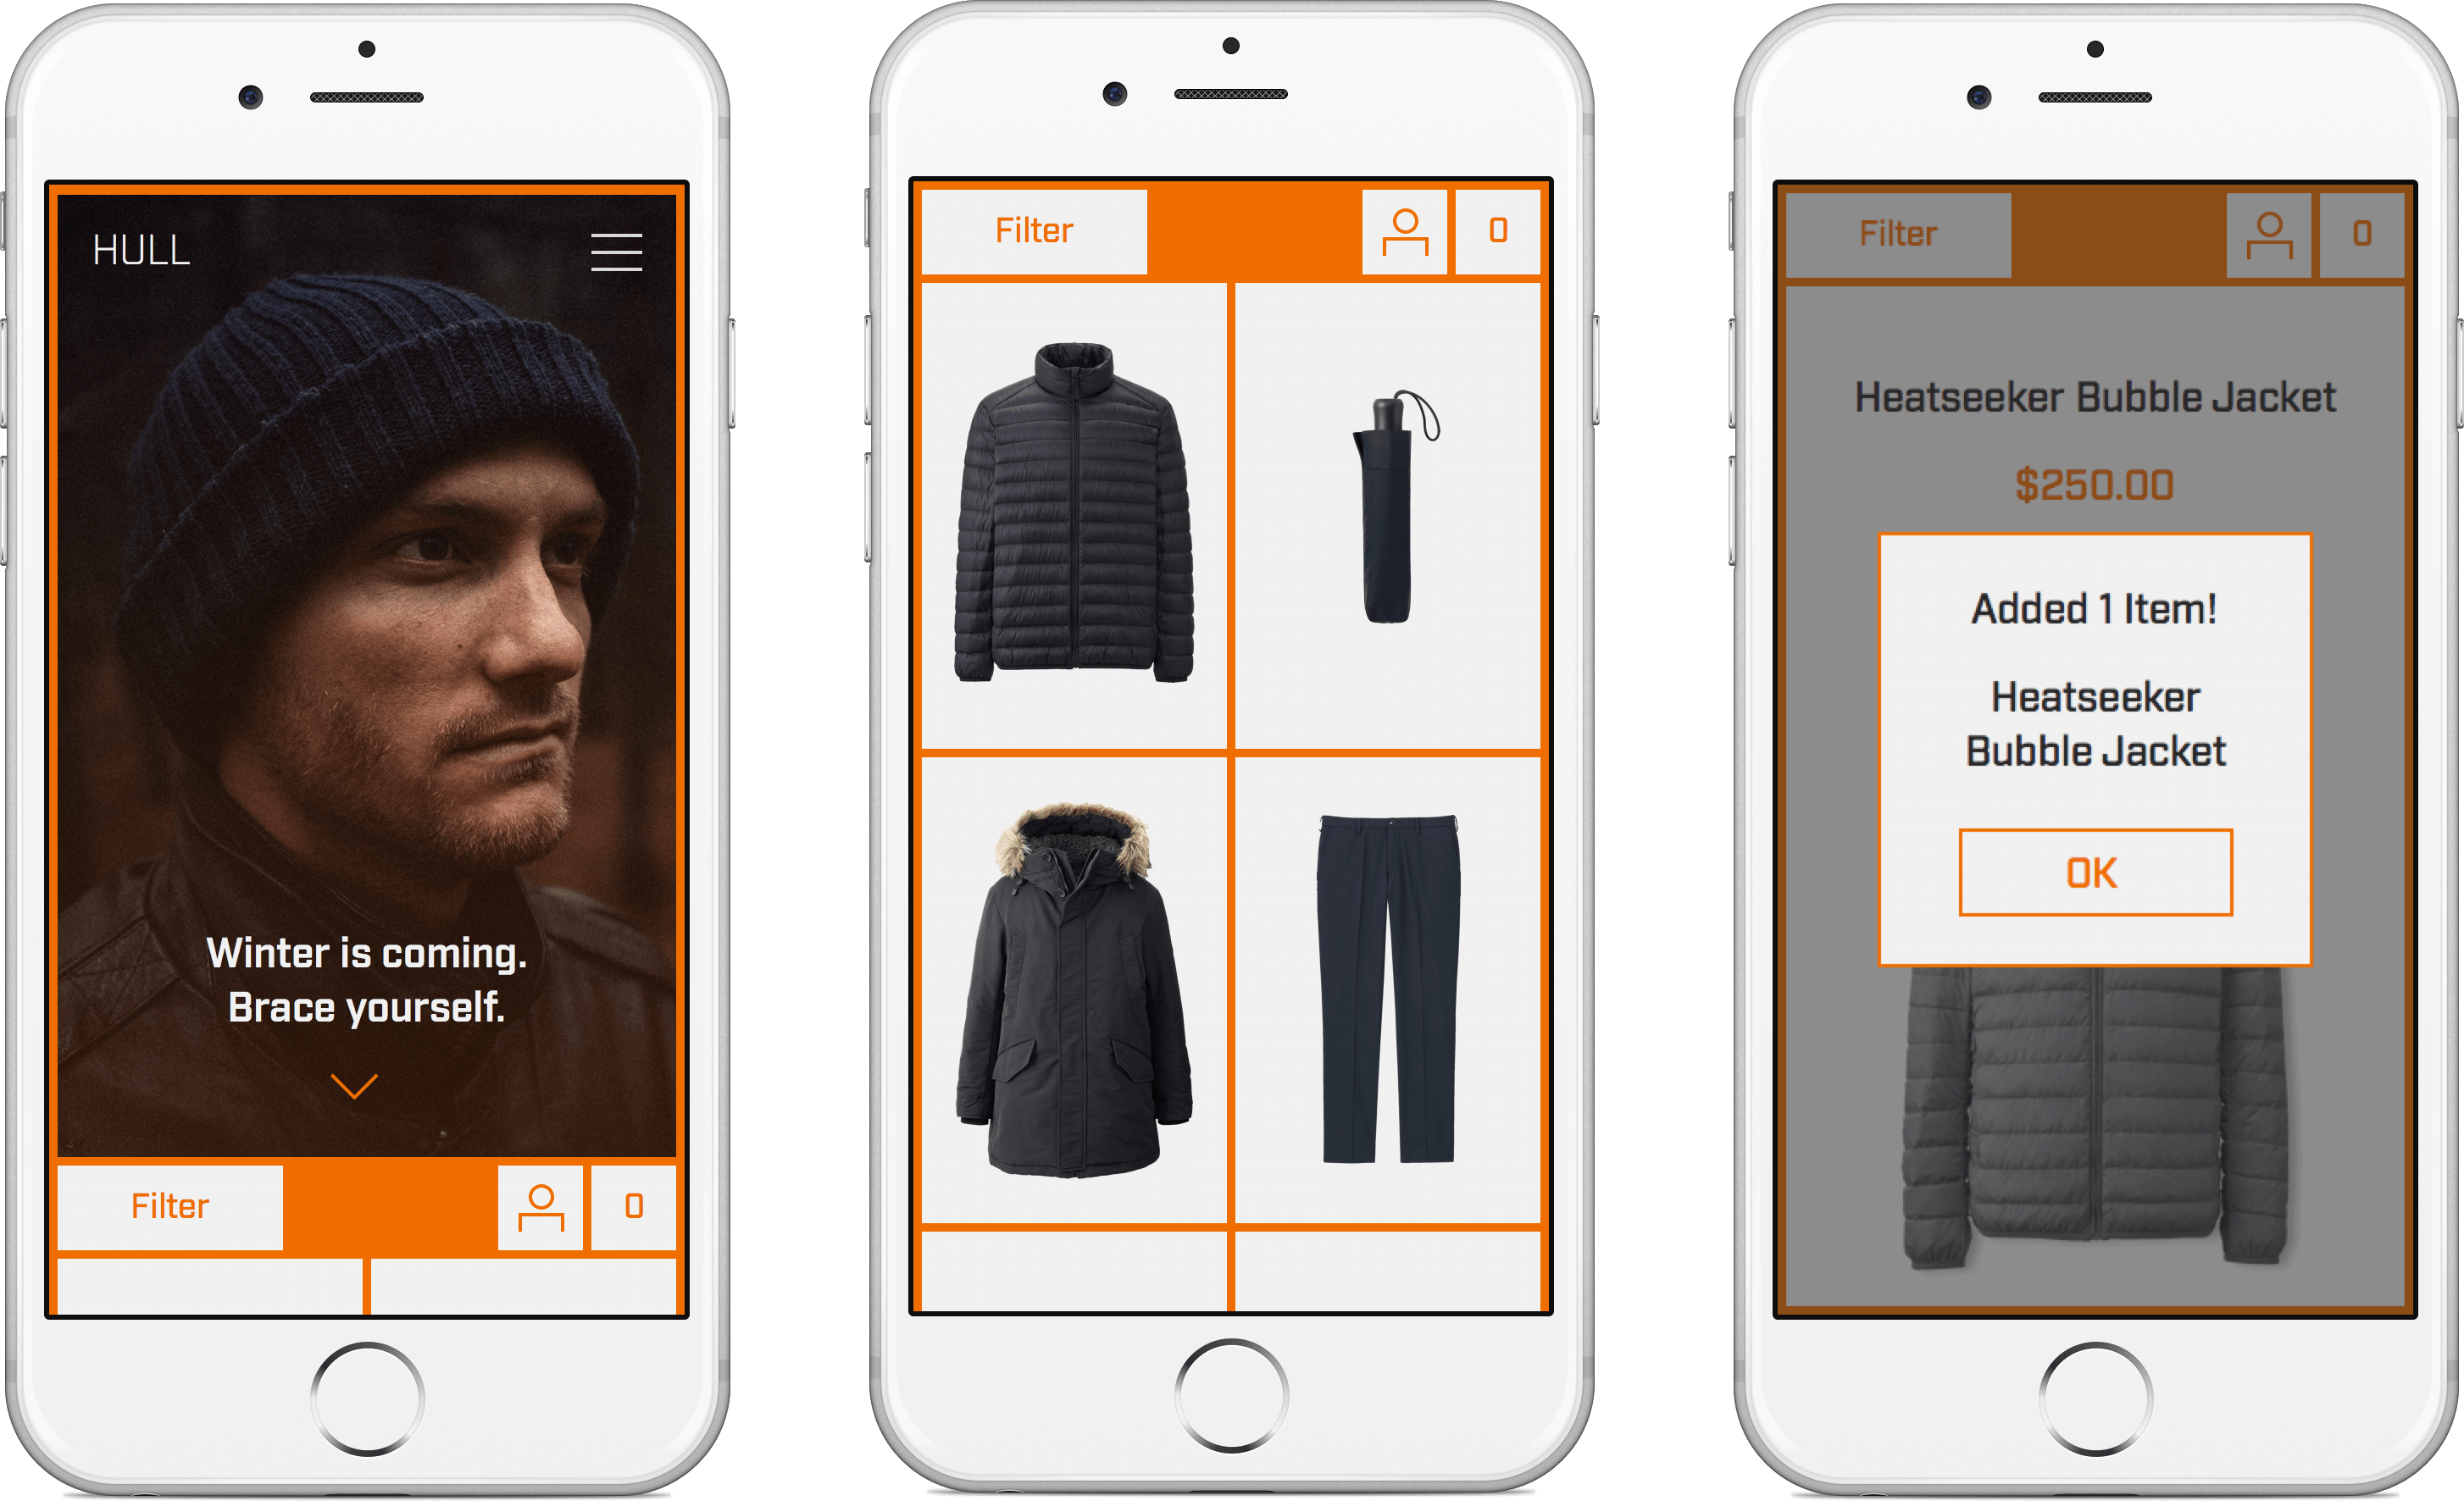 HULL
Winter is coming.
Brace yourself.
Filter
0
Filter
0
Filter
0
Heatseeker Bubble Jacket
$250.00
Added 1 Item!
Heatseeker
Bubble Jacket
OK